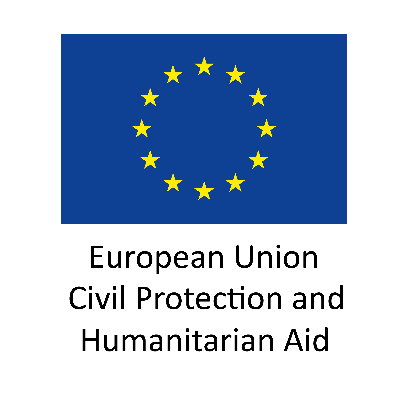 European Union
Civil Protection and
Humanitarian Aid